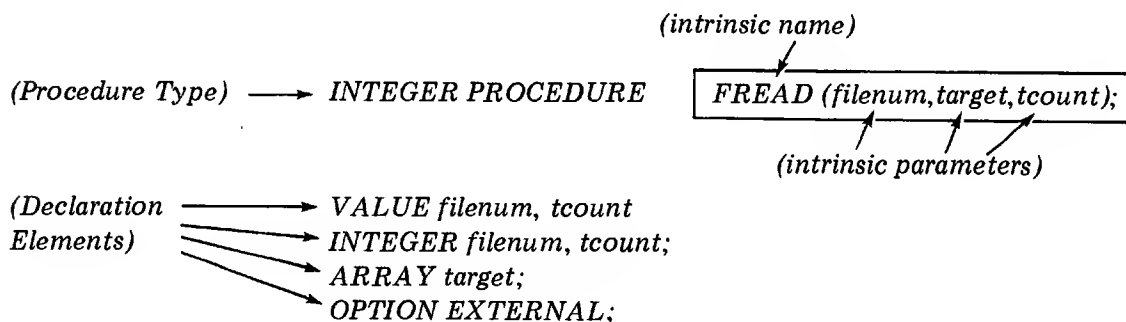 (intrinsic name)
(Procedure Type) INTEGER PROCEDURE FREAD (filenum,target,tcount);
(intrinsic parameters)
(Declaration VALUE filenum, tcount
Elements) INTEGER filenum, tcount;
ARRAY target;
OPTION EXTERNAL;